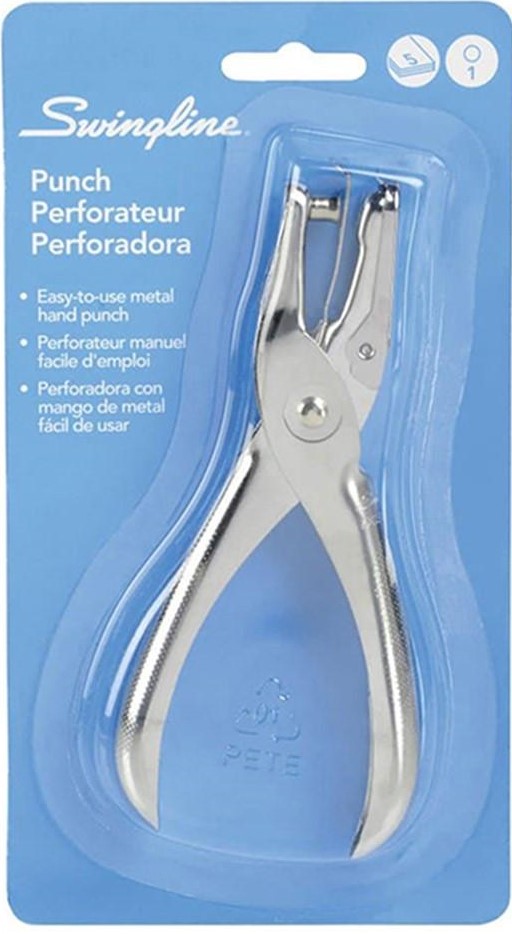 5
1
Swingline®
Punch
Perforateur
Perforadora
• Easy-to-use metal
hand punch
• Perforateur manuel
facile d'emploi
• Perforadora con
mango de metal
fácil de usar
01
PETE